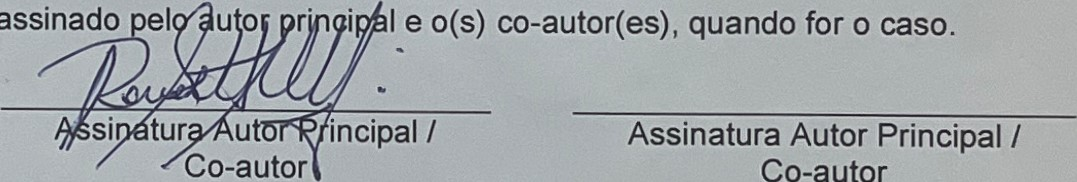 assinado pelo autor principal e o(s) co-autor(es), quando for o caso.
Assinatura Autor Principal /
Co-autor
Assinatura Autor Principal /
Co-autor